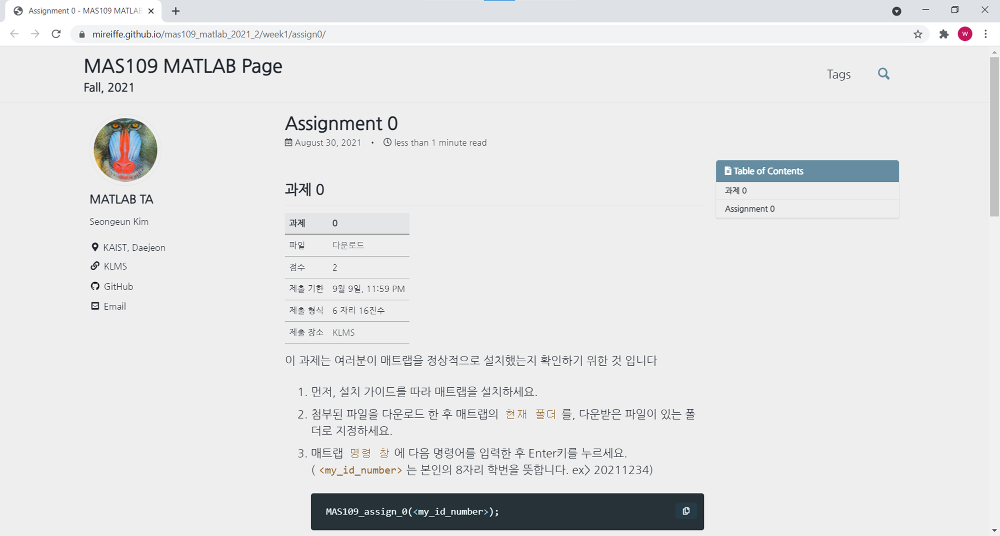 Assignment 0 - MAS109 MATLAB
mireiffe.github.io/mas109_matlab_2021_2/week1/assign0/
W
MAS109 MATLAB Page
Fall, 2021
Tags
MATLAB TA
Seongeun Kim
KAIST, Daejeon
KLMS
GitHub
Email
Assignment 0
August 30, 2021 • less than 1 minute read
과제 0
과제 0
파일 다운로드
점수 2
제출 기한 9월 9일, 11:59 PM
제출 형식 6 자리 16진수
제출 장소 KLMS
이 과제는 여러분이 매트랩을 정상적으로 설치했는지 확인하기 위한 것 입니다
1. 먼저, 설치 가이드를 따라 매트랩을 설치하세요.
2. 첨부된 파일을 다운로드 한 후 매트랩의 현재 폴더 를, 다운받은 파일이 있는 폴
더로 지정하세요.
3. 매트랩 명령 창 에 다음 명령어를 입력한 후 Enter키를 누르세요.
( <my_id_number> 는 본인의 8자리 학번을 뜻합니다. ex> 20211234)
MAS109_assign_0(<my_id_number>);
Table of Contents
과제 0
Assignment 0